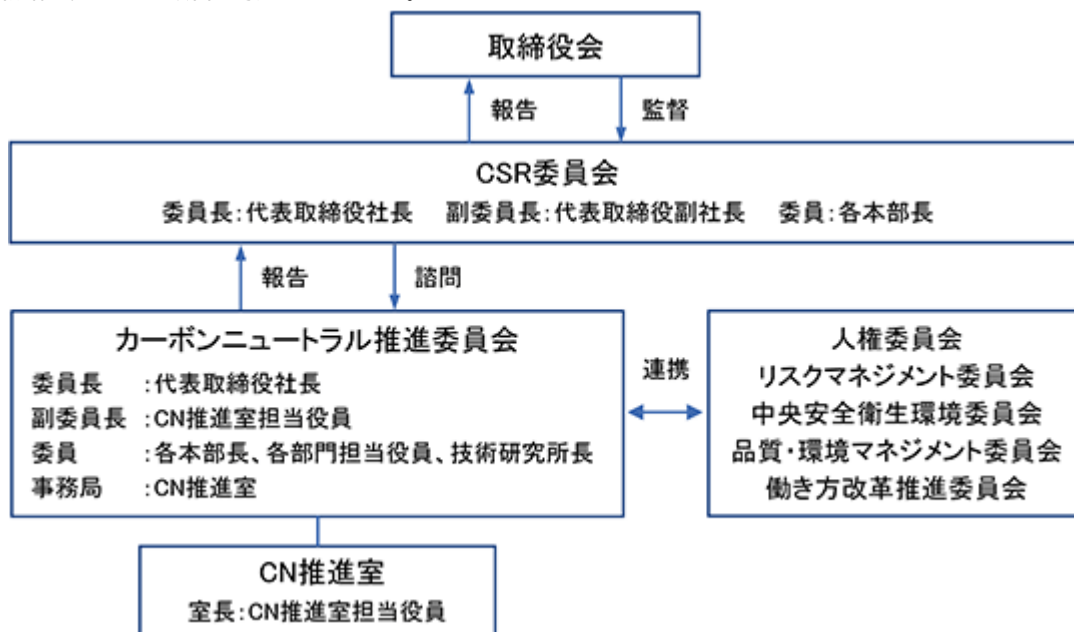 取締役会
報告
監督
CSR委員会
委員長:代表取締役社長 副委員長:代表取締役副社長 委員:各本部長
報告
諮問
カーボンニュートラル推進委員会
委員長 :代表取締役社長
副委員長 :CN推進室担当役員
委員 :各本部長、各部門担当役員、技術研究所長
事務局 :CN推進室
連携
人権委員会
リスクマネジメント委員会
中央安全衛生環境委員会
品質・環境マネジメント委員会
働き方改革推進委員会
CN推進室
室長:CN推進室担当役員